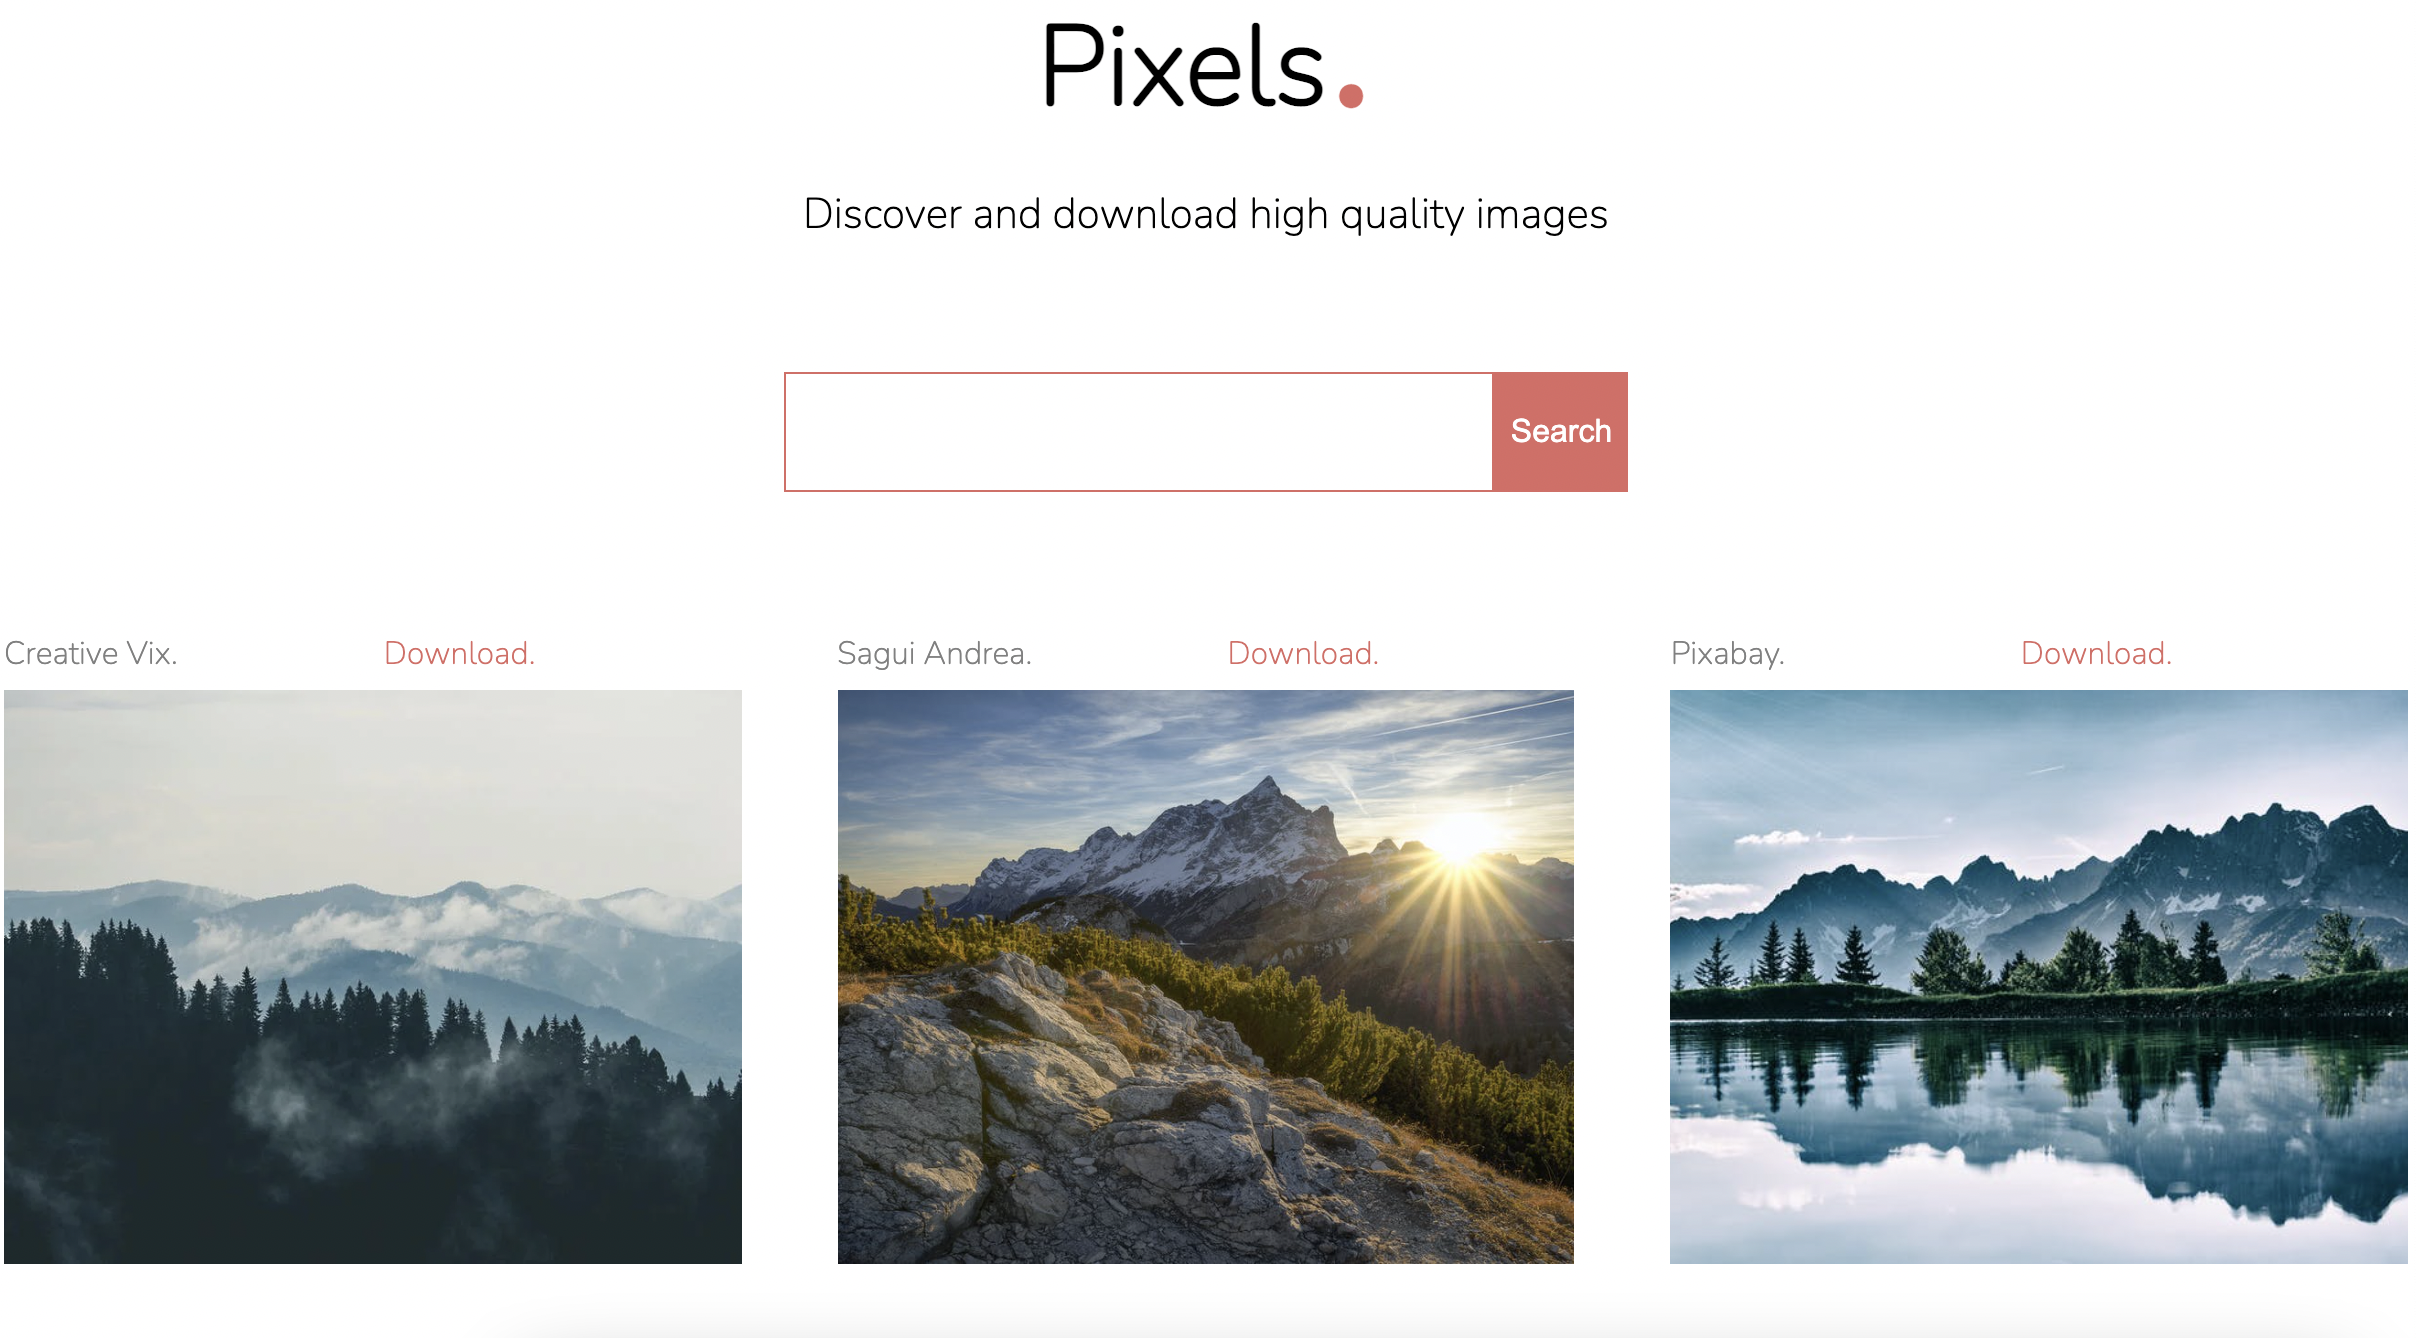 Pixels.
Discover and download high quality images
Search
Creative Vix. Download. Sagui Andrea. Download. Pixabay. Download.